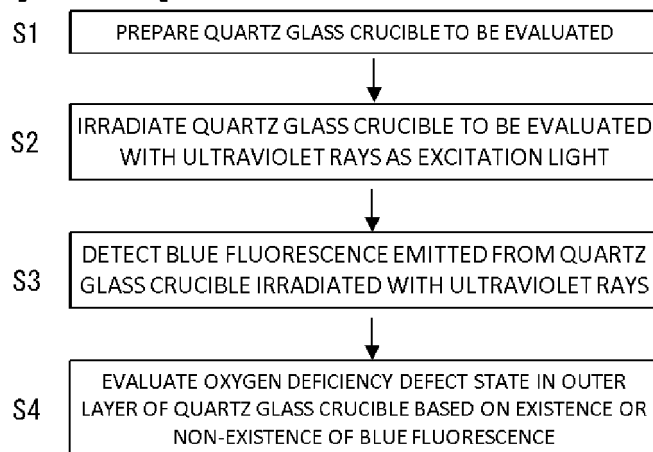 S1
PREPARE QUARTZ GLASS CRUCIBLE TO BE EVALUATED
S2
IRRADIATE QUARTZ GLASS CRUCIBLE TO BE EVALUATED
WITH ULTRAVIOLET RAYS AS EXCITATION LIGHT
S3
DETECT BLUE FLUORESCENCE EMITTED FROM QUARTZ
GLASS CRUCIBLE IRRADIATED WITH ULTRAVIOLET RAYS
S4
EVALUATE OXYGEN DEFICIENCY DEFECT STATE IN OUTER
LAYER OF QUARTZ GLASS CRUCIBLE BASED ON EXISTENCE OR
NON-EXISTENCE OF BLUE FLUORESCENCE